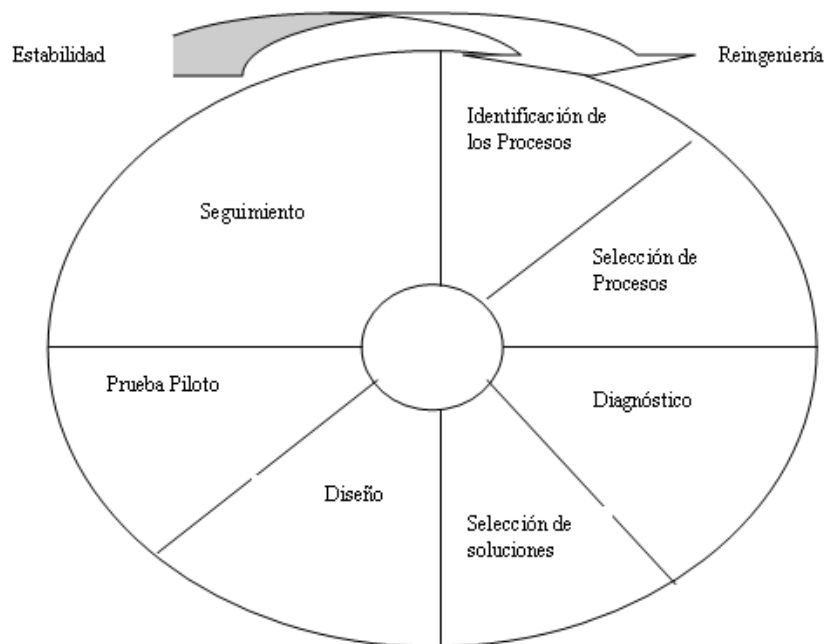 Estabilidad
Reingeniería
Identificación de
los Procesos
Selección de
Procesos
Diagnóstico
Selección de
soluciones
Diseño
Prueba Piloto
Seguimiento